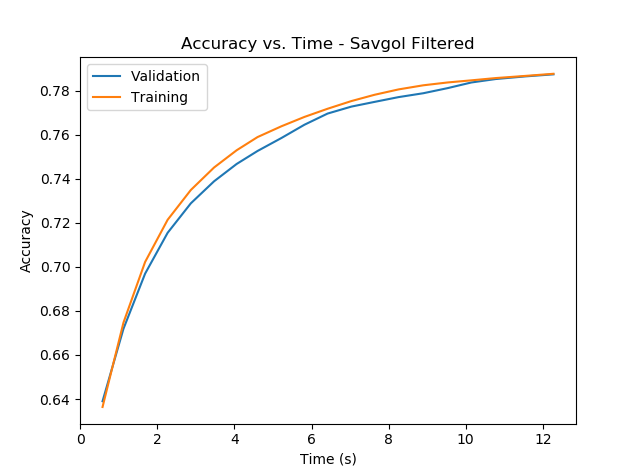 Accuracy vs. Time - Savgol Filtered
Validation
Training
0.78
0.76
0.74
0.72
0.70
0.68
0.66
0.64
Accuracy
0 2 4 6 8 10 12
Time (s)